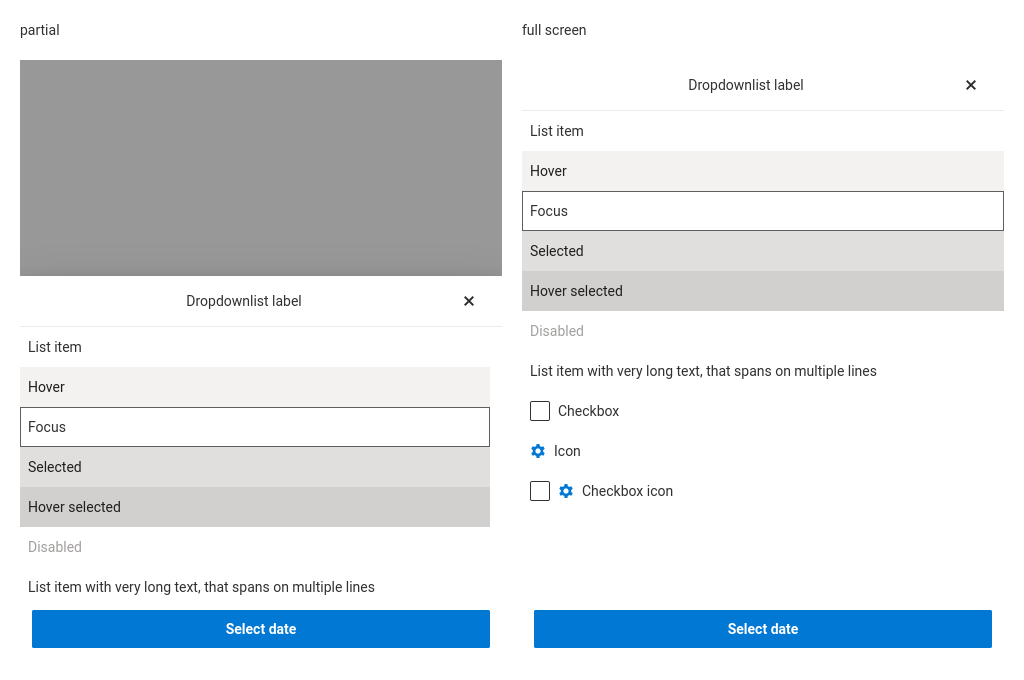 partial
Dropdownlist label
List item
Hover
Focus
Selected
Hover selected
Disabled
List item with very long text, that spans on multiple lines
Select date
full screen
Dropdownlist label
List item
Hover
Focus
Selected
Hover selected
Disabled
List item with very long text, that spans on multiple lines
Checkbox
Icon
Checkbox icon
Select date